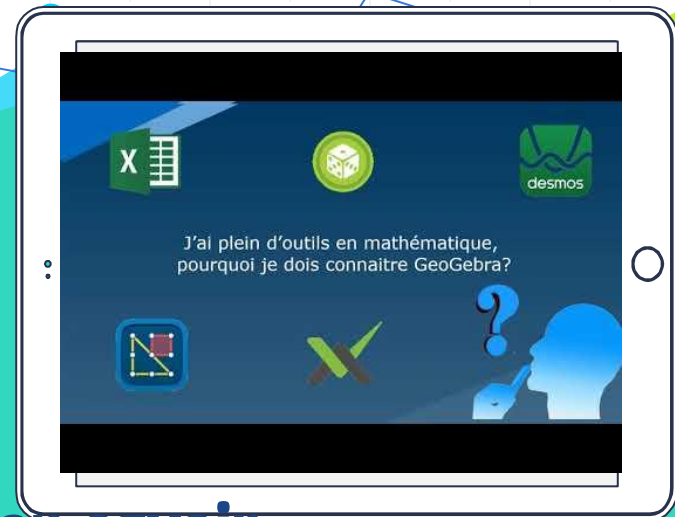 X
desmos
J'ai plein d'outils en mathématique,
pourquoi je dois connaitre GeoGebra?
?